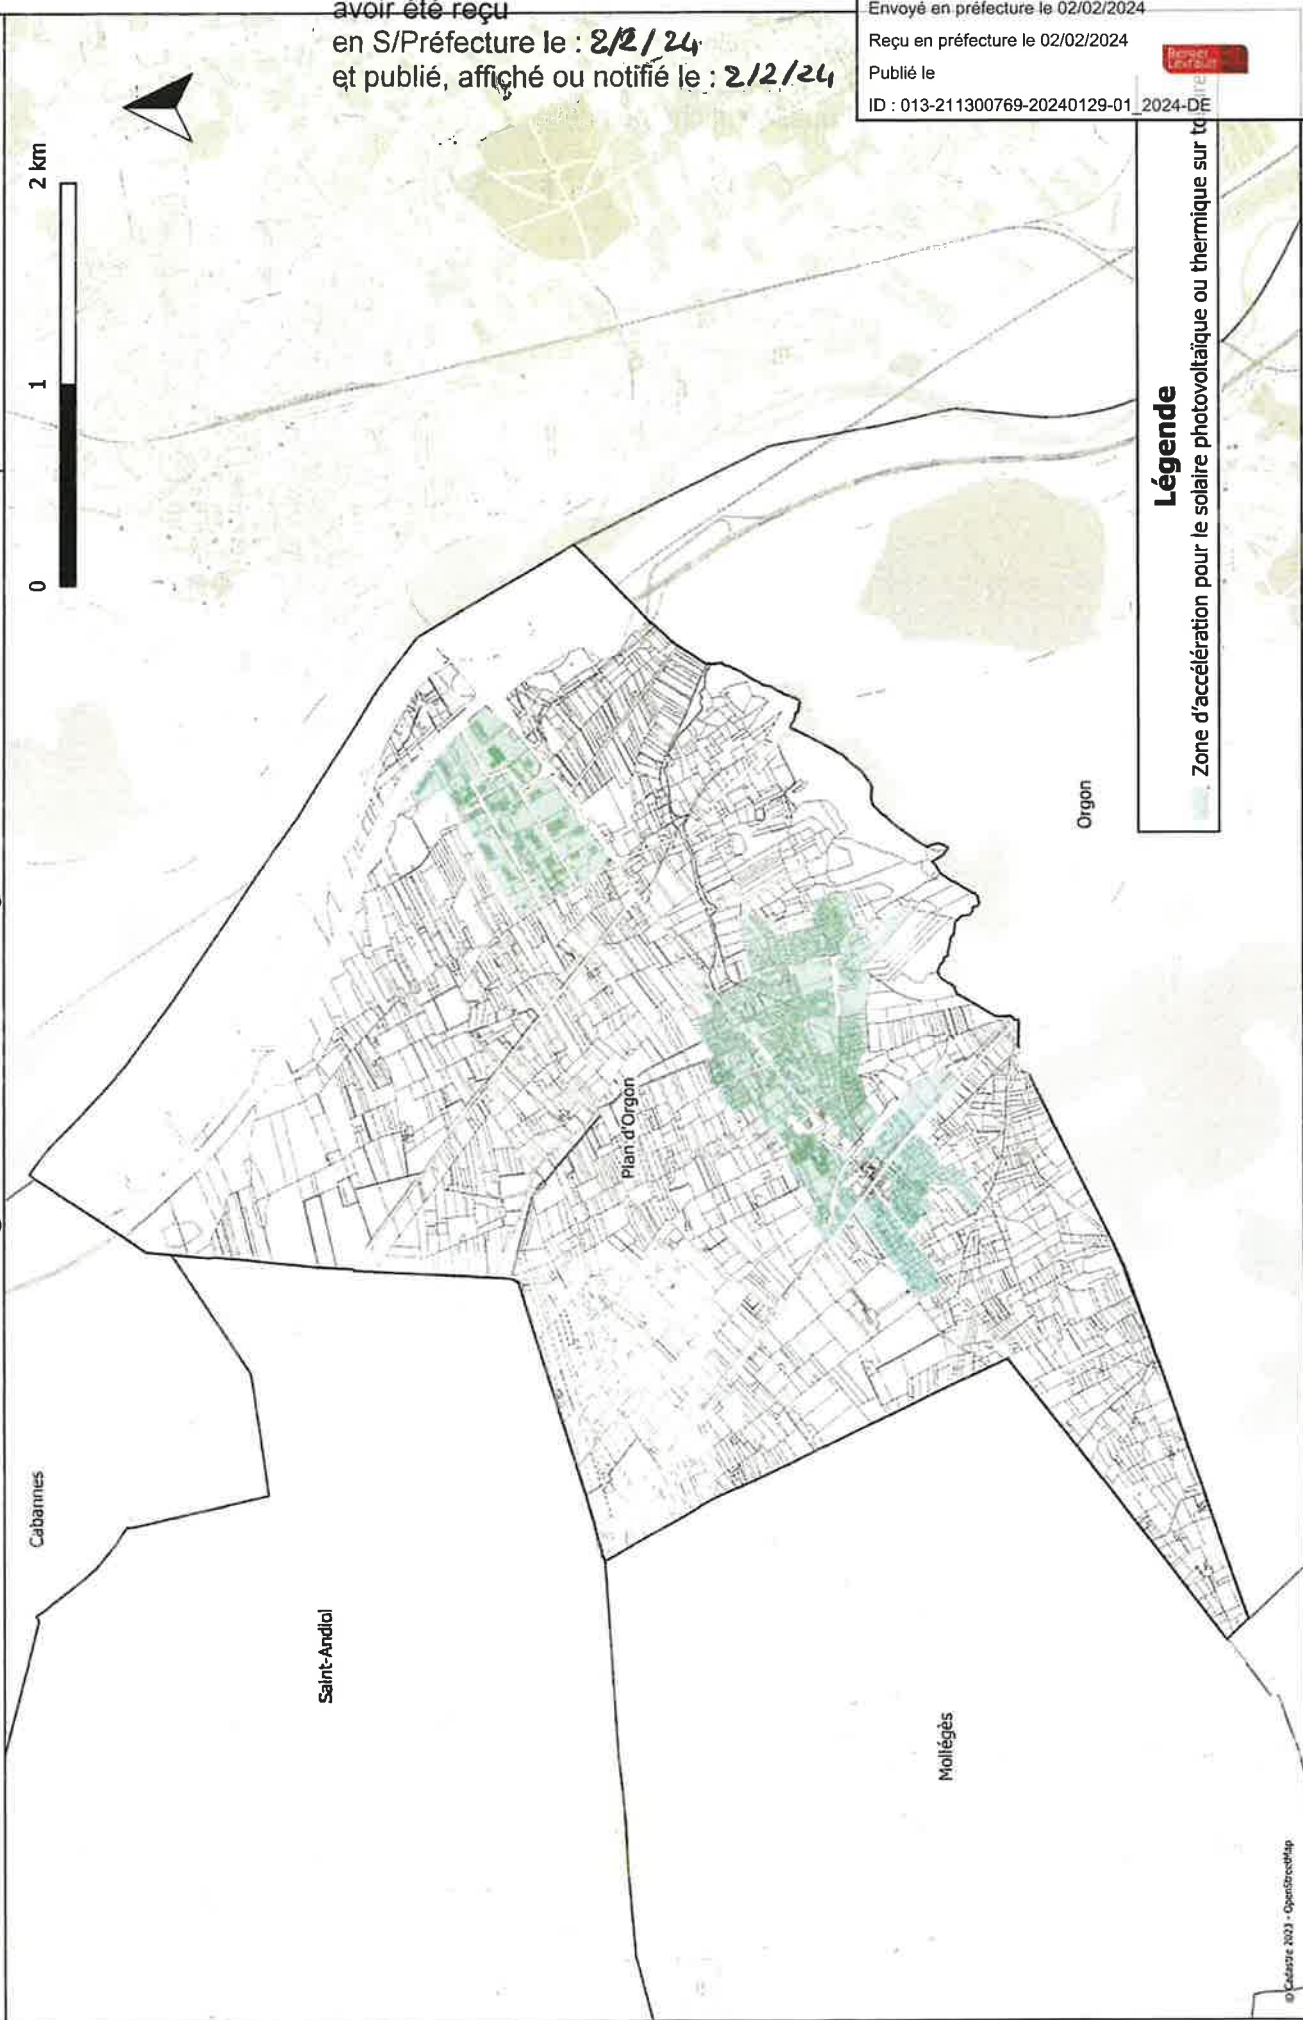 avoir été reçu
en S/Préfecture le : 2/2/24
et publié, affiché ou notifié le : 2/2/24
Envoyé en préfecture le 02/02/2024
Reçu en préfecture le 02/02/2024
Publié le
ID : 013-211300769-20240129-01_2024-DE
Berger
Levrault
0 1 2 km
Cabannes
Saint-Andiol
Plan d'Orgon
Mollégès
Orgon
Légende
Zone d'accélération pour le solaire photovoltaïque ou thermique sur
© Cadastre 2023 - OpenStreetMap